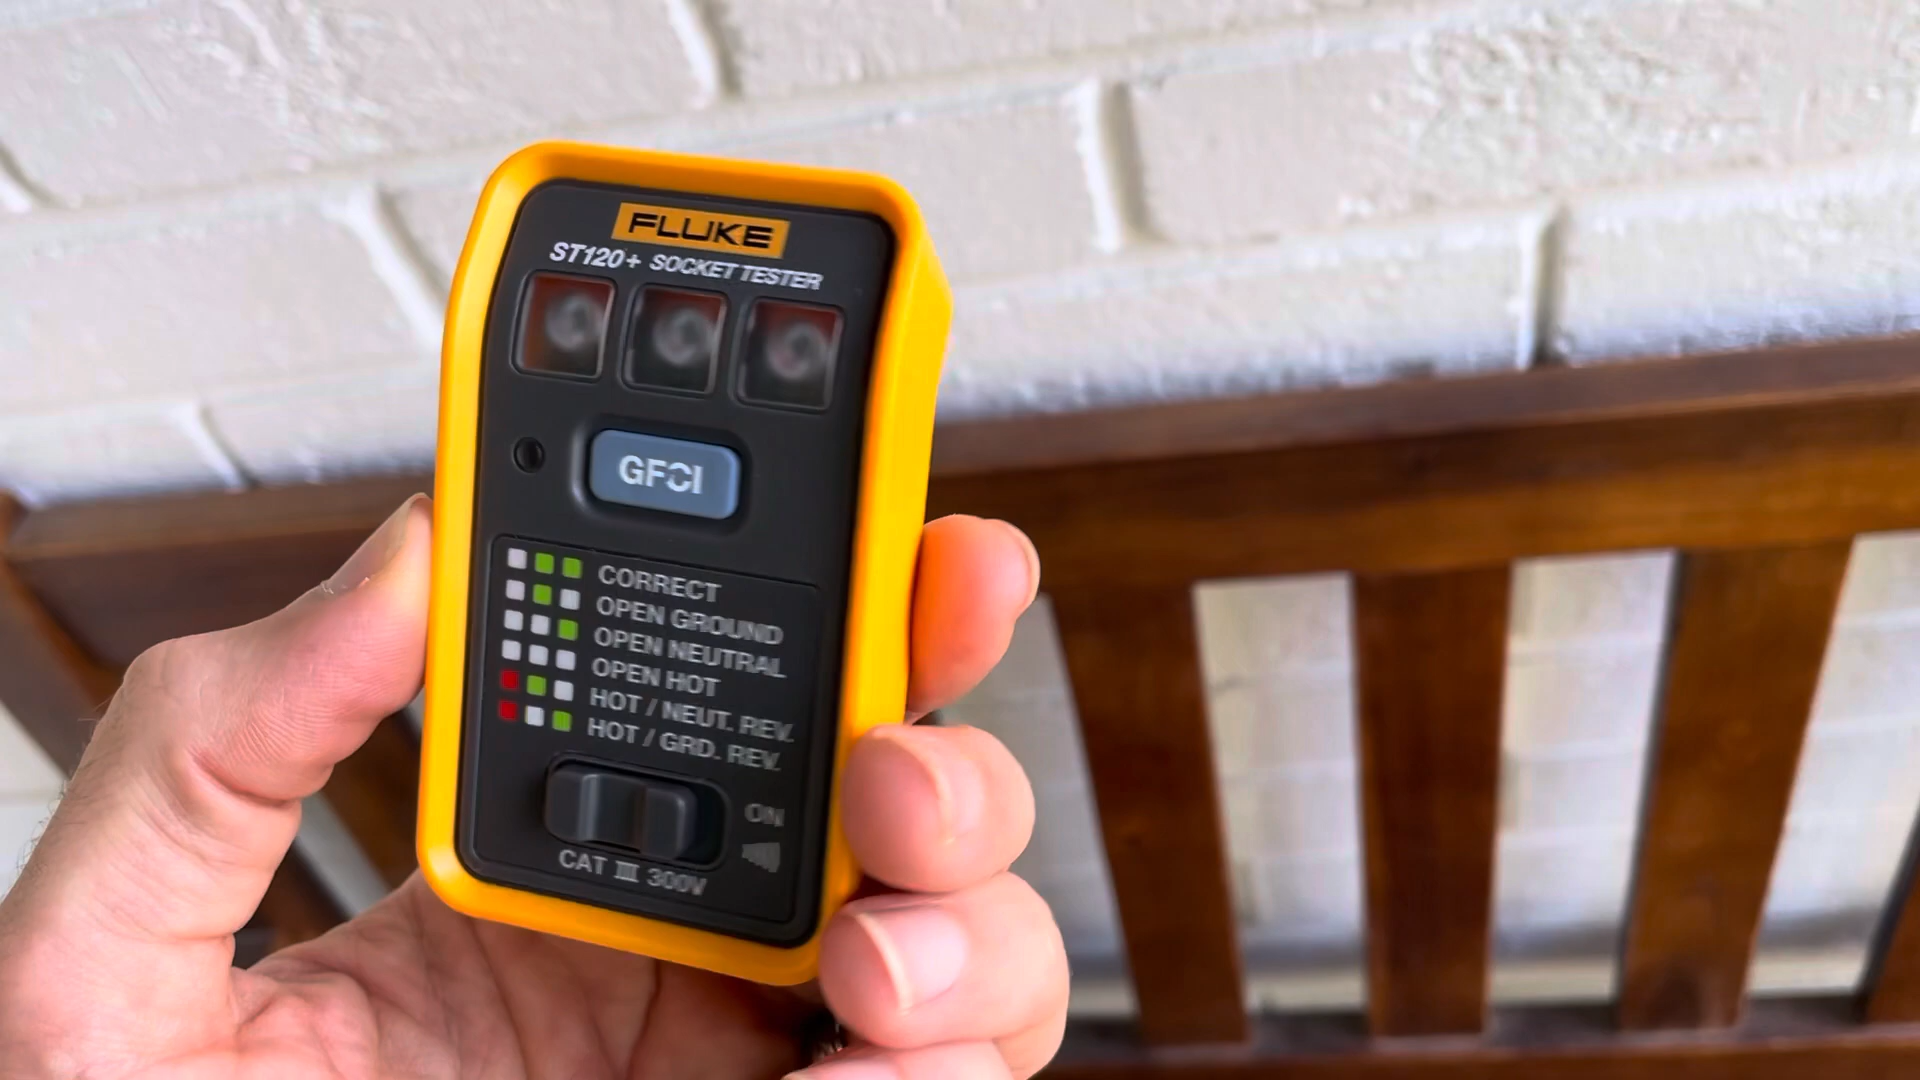 FLUKE
ST120+ SOCKET TESTER
GFCI
CORRECT
OPEN GROUND
OPEN NEUTRAL
OPEN HOT
HOT / NEUT. REV.
HOT / GRD. REV.
ON
CAT III 300V